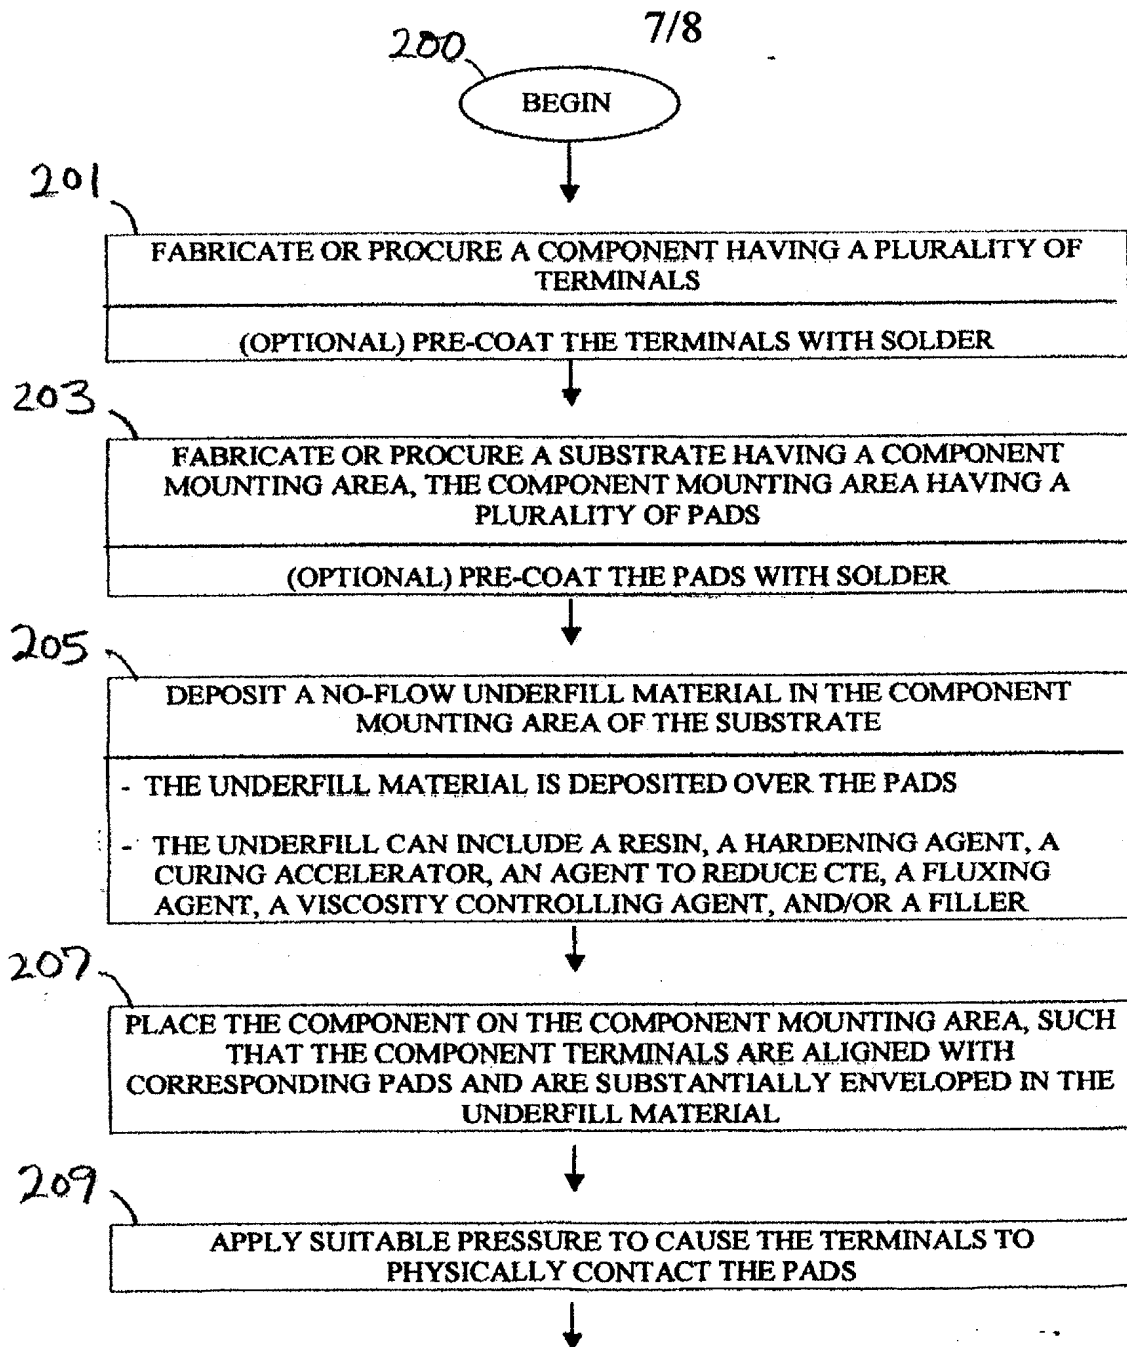 7/8
200
BEGIN
201
FABRICATE OR PROCURE A COMPONENT HAVING A PLURALITY OF
TERMINALS
(OPTIONAL) PRE-COAT THE TERMINALS WITH SOLDER
203
FABRICATE OR PROCURE A SUBSTRATE HAVING A COMPONENT
MOUNTING AREA, THE COMPONENT MOUNTING AREA HAVING A
PLURALITY OF PADS
(OPTIONAL) PRE-COAT THE PADS WITH SOLDER
205
DEPOSIT A NO-FLOW UNDERFILL MATERIAL IN THE COMPONENT
MOUNTING AREA OF THE SUBSTRATE
- THE UNDERFILL MATERIAL IS DEPOSITED OVER THE PADS
- THE UNDERFILL CAN INCLUDE A RESIN, A HARDENING AGENT, A
CURING ACCELERATOR, AN AGENT TO REDUCE CTE, A FLUXING
AGENT, A VISCOSITY CONTROLLING AGENT, AND/OR A FILLER
207
PLACE THE COMPONENT ON THE COMPONENT MOUNTING AREA, SUCH
THAT THE COMPONENT TERMINALS ARE ALIGNED WITH
CORRESPONDING PADS AND ARE SUBSTANTIALLY ENVELOPED IN THE
UNDERFILL MATERIAL
209
APPLY SUITABLE PRESSURE TO CAUSE THE TERMINALS TO
PHYSICALLY CONTACT THE PADS